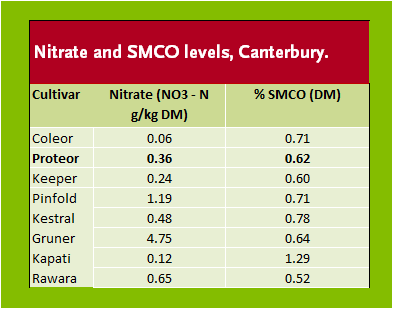 Nitrate and SMCO levels, Canterbury.
Cultivar Nitrate (NO3 - N % SMCO (DM)
g/kg DM)
Coleor 0.06 0.71
Proteor 0.36 0.62
Keeper 0.24 0.60
Pinfold 1.19 0.71
Kestral 0.48 0.78
Gruner 4.75 0.64
Kapati 0.12 1.29
Rawara 0.65 0.52